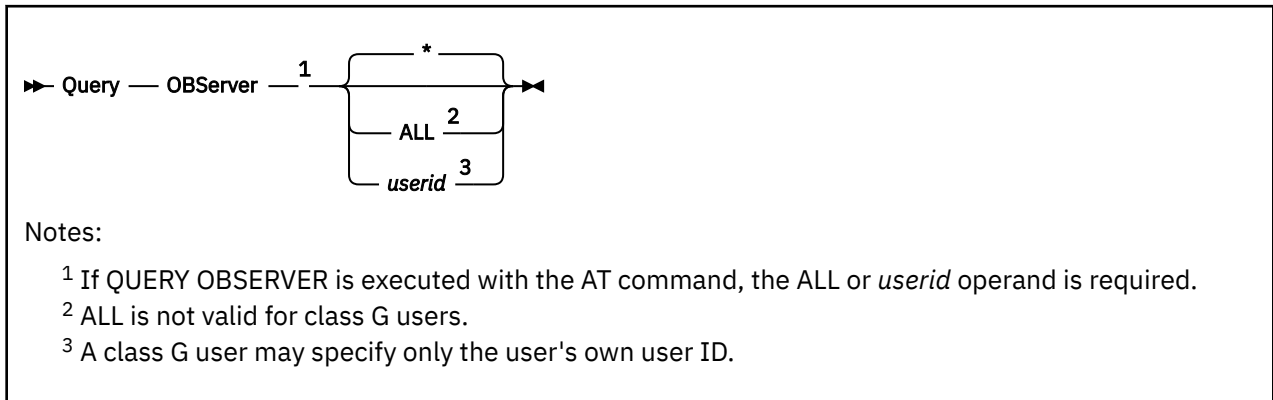 *
Query OBServer 1
ALL 2
userid 3
Notes:
1 If QUERY OBSERVER is executed with the AT command, the ALL or userid operand is required.
2 ALL is not valid for class G users.
3 A class G user may specify only the user's own user ID.